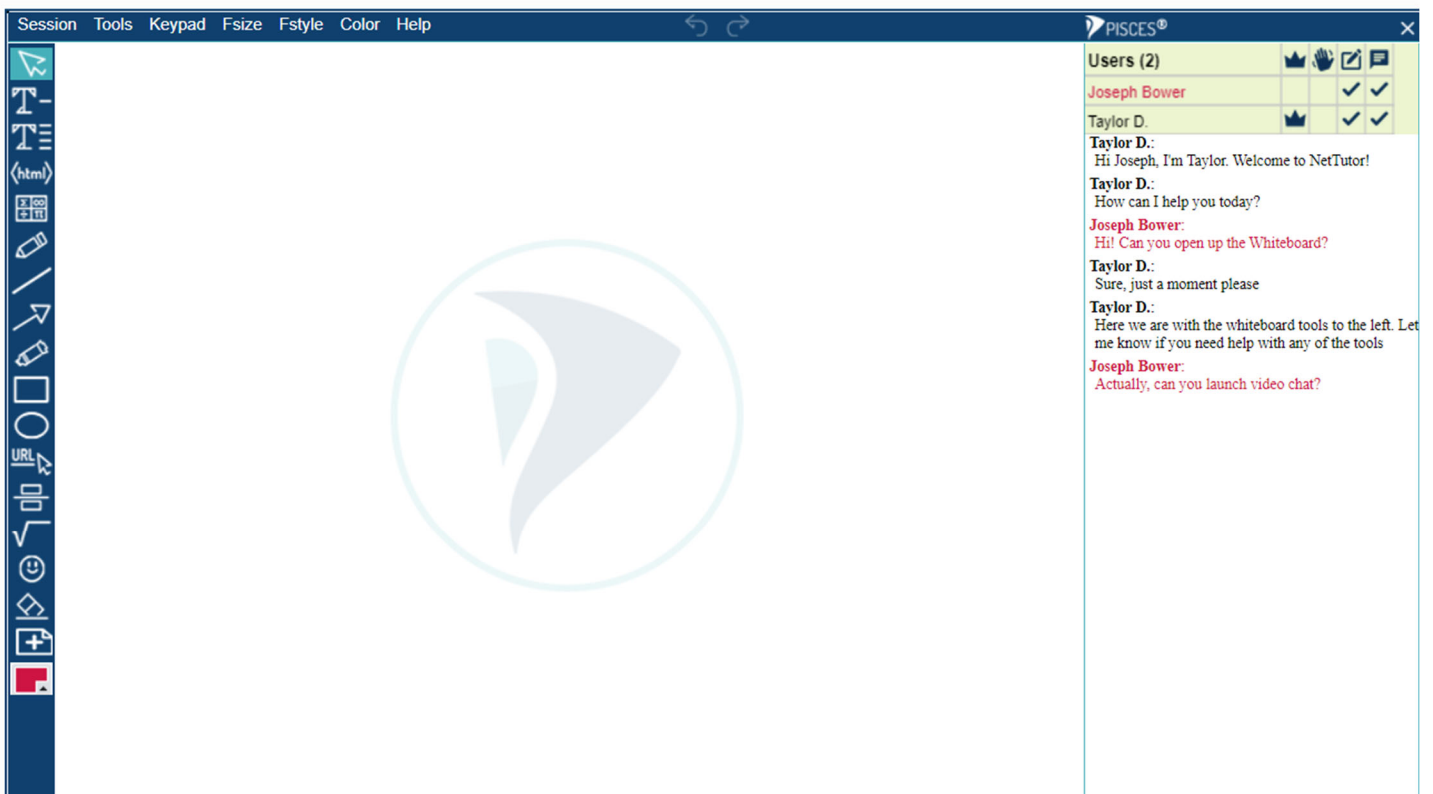 Session Tools Keypad Fsize Fstyle Color Help
PISCES®
Users (2)
Joseph Bower
Taylor D.
Taylor D.:
Hi Joseph, I'm Taylor. Welcome to NetTutor!
Taylor D.:
How can I help you today?
Joseph Bower:
Hi! Can you open up the Whiteboard?
Taylor D.:
Sure, just a moment please
Taylor D.:
Here we are with the whiteboard tools to the left. Let
me know if you need help with any of the tools
Joseph Bower:
Actually, can you launch video chat?
T
T
⟨html⟩
Σ ∞
÷ π
URL
√